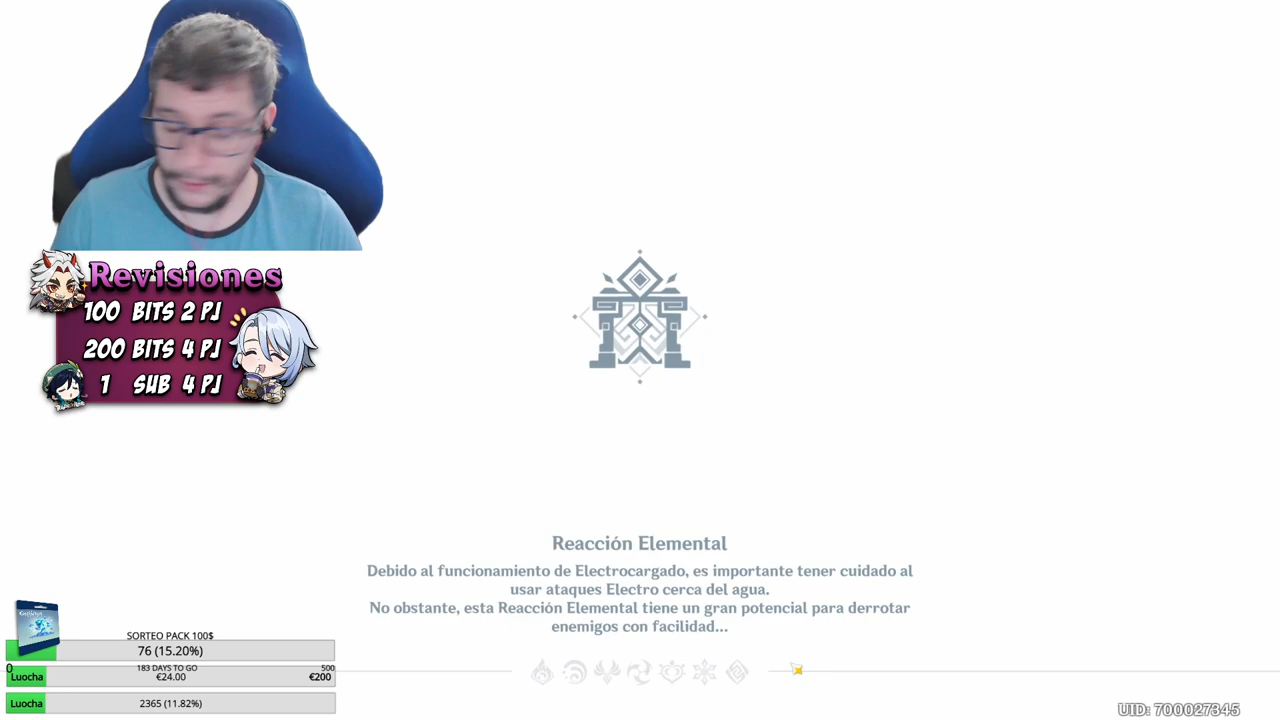 Revisiones
100 BITS 2 PJ
200 BITS 4 PJ
1 SUB 4 PJ
Reacción Elemental
Debido al funcionamiento de Electrocargado, es importante tener cuidado al
usar ataques Electro cerca del agua.
No obstante, esta Reacción Elemental tiene un gran potencial para derrotar
enemigos con facilidad...
SORTEO PACK 100$
76 (15.20%)
0 183 DAYS TO GO 500
Luocha €24.00 €200
Luocha 2365 (11.82%)
UID: 700027345